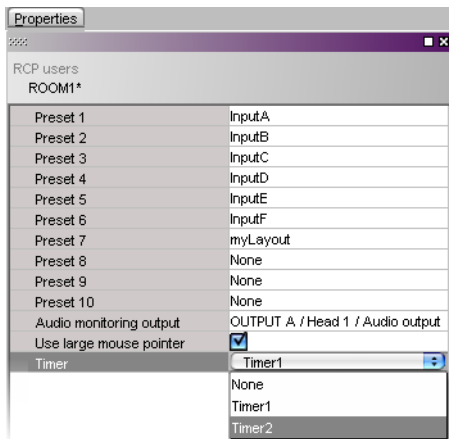 Properties
RCP users
ROOM1*
Preset 1 InputA
Preset 2 InputB
Preset 3 InputC
Preset 4 InputD
Preset 5 InputE
Preset 6 InputF
Preset 7 myLayout
Preset 8 None
Preset 9 None
Preset 10 None
Audio monitoring output OUTPUT A / Head 1 / Audio output
Use large mouse pointer
Timer Timer1
None
Timer1
Timer2